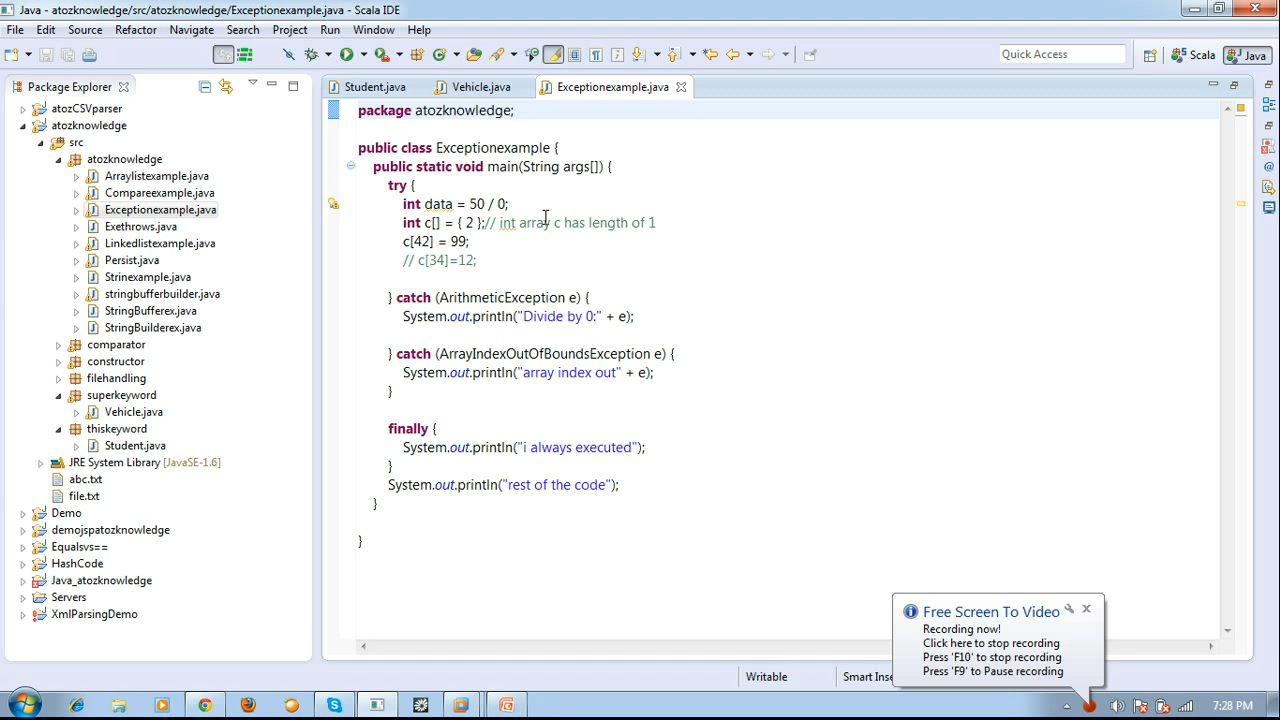 Java - atozknowledge/src/atozknowledge/Exceptionexample.java - Scala IDE
File Edit Source Refactor Navigate Search Project Run Window Help
Quick Access
Scala
Java
Package Explorer
Student.java
Vehicle.java
Exceptionexample.java
atozCSVparser
atozknowledge
src
atozknowledge
Arraylistexample.java
Compareexample.java
Exceptionexample.java
Exethrows.java
Linkedlistexample.java
Persist.java
Strinexample.java
stringbufferbuilder.java
StringBufferex.java
StringBuilderex.java
comparator
constructor
filehandling
superkeyword
Vehicle.java
thiskeyword
Student.java
JRE System Library [JavaSE-1.6]
abc.txt
file.txt
Demo
demojspatozknowledge
Equalsvs==
HashCode
Java_atozknowledge
Servers
XmlParsingDemo
package atozknowledge;
public class Exceptionexample {
public static void main(String args[]) {
try {
int data = 50 / 0;
int c[] = { 2 };// int array c has length of 1
c[42] = 99;
// c[34]=12;
} catch (ArithmeticException e) {
System.out.println("Divide by 0:" + e);
} catch (ArrayIndexOutOfBoundsException e) {
System.out.println("array index out" + e);
}
finally {
System.out.println("i always executed");
}
System.out.println("rest of the code");
}
}
Free Screen To Video
Recording now!
Click here to stop recording
Press 'F10' to stop recording
Press 'F9' to Pause recording
Writable
Smart Inse
7:28 PM